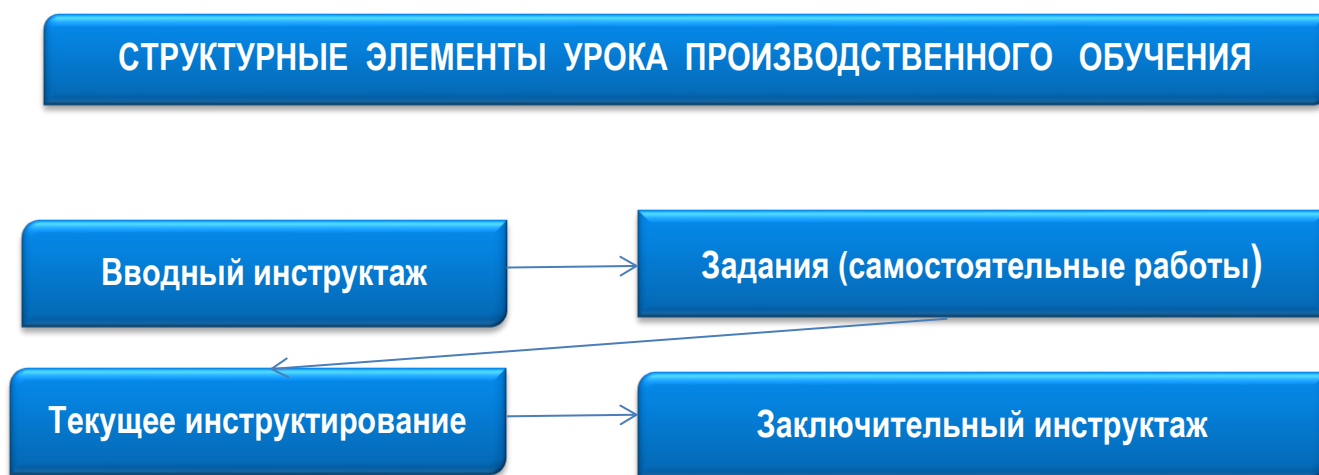 СТРУКТУРНЫЕ ЭЛЕМЕНТЫ УРОКА ПРОИЗВОДСТВЕННОГО ОБУЧЕНИЯ
Вводный инструктаж
Задания (самостоятельные работы)
Текущее инструктирование
Заключительный инструктаж